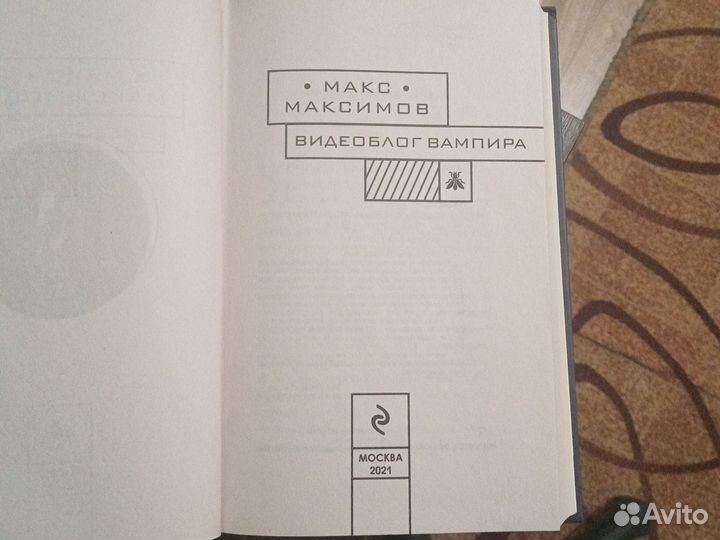 • МАКС •
МАКСИМОВ
ВИДЕОБЛОГ ВАМПИРА
МОСКВА
2021
Avito